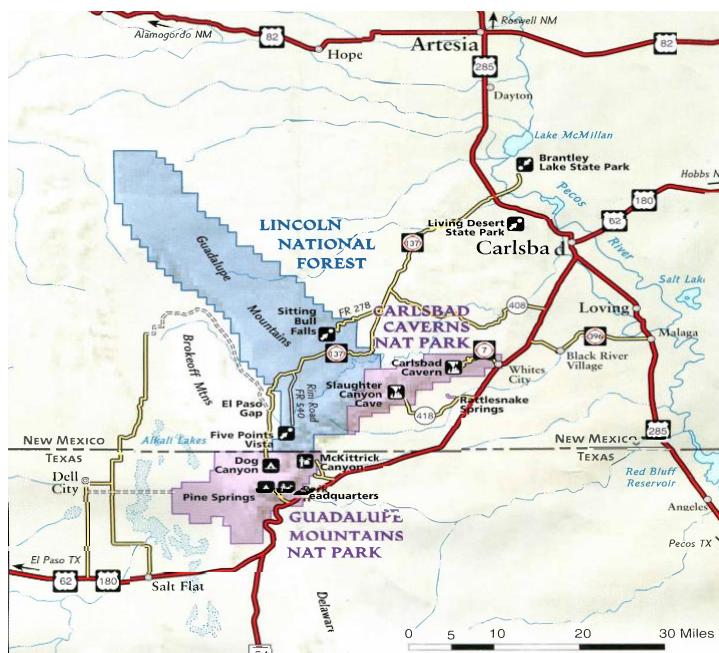 Roswell NM
Alamogordo NM
82
Hope
Artesia
82
285
Dayton
Lake McMillan
Brantley
Lake State Park
Hobbs
180
62
Pecos
River
Living Desert
State Park
Carlsbad
LINCOLN
NATIONAL
FOREST
137
Guadalupe
Mountains
Salt Lake
Sitting
Bull
Falls
FR 276
CARLSBAD
CAVERNS
NAT PARK
408
Loving
Malaga
396
Black River
Village
137
Carlsbad
Cavern
7
Whites
City
Brokeoff Mtns
Slaughter
Canyon
Cave
Rattlesnake
Springs
418
El Paso
Gap
Rim Road
FR 540
Five Points
Vista
Alkali Lakes
NEW MEXICO
TEXAS
NEW MEXICO
TEXAS
285
Dog
Canyon
McKittrick
Canyon
Dell
City
Pine Springs
Headquarters
Red Bluff
Reservoir
Angeles
GUADALUPE
MOUNTAINS
NAT PARK
Pecos TX
El Paso TX
62
180
Salt Flat
0 5 10 20 30 Miles